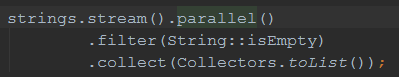 strings.stream().parallel()
.filter(String::isEmpty)
.collect(Collectors.toList());